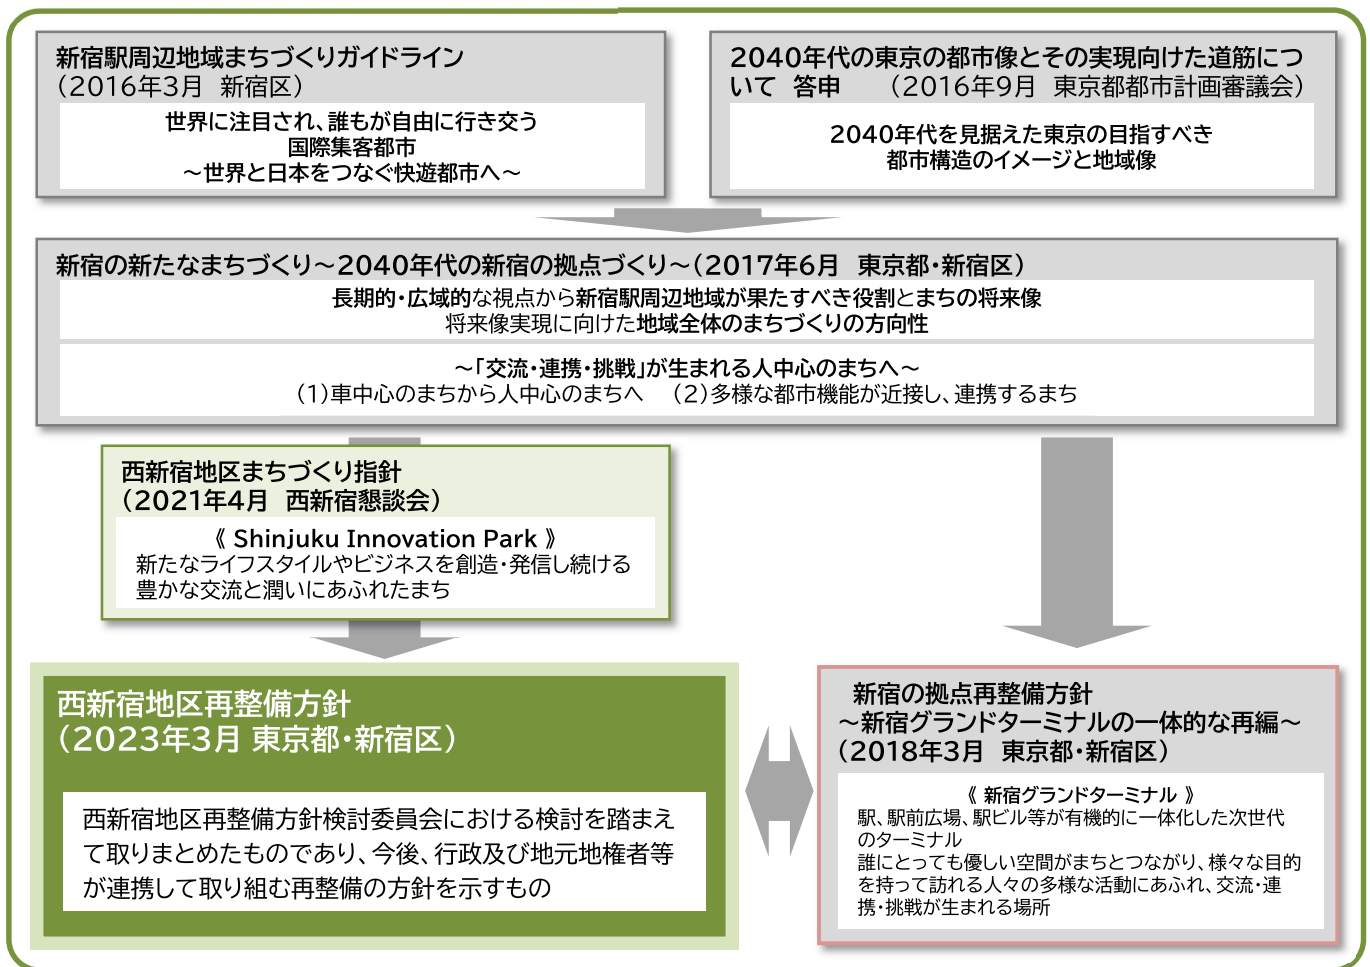 新宿駅周辺地域まちづくりガイドライン
（2016年3月　新宿区）
世界に注目され、誰もが自由に行き交う
国際集客都市
～世界と日本をつなぐ快遊都市へ～
2040年代の東京の都市像とその実現向けた道筋につ
いて　答申　　（2016年9月　東京都都市計画審議会）
2040年代を見据えた東京の目指すべき
都市構造のイメージと地域像
新宿の新たなまちづくり～2040年代の新宿の拠点づくり～（2017年6月　東京都・新宿区）
長期的・広域的な視点から新宿駅周辺地域が果たすべき役割とまちの将来像
将来像実現に向けた地域全体のまちづくりの方向性
～「交流・連携・挑戦」が生まれる人中心のまちへ～
（1）車中心のまちから人中心のまちへ　（2）多様な都市機能が近接し、連携するまち
西新宿地区まちづくり指針
（2021年4月　西新宿懇談会）
《 Shinjuku Innovation Park 》
新たなライフスタイルやビジネスを創造・発信し続ける
豊かな交流と潤いにあふれたまち
西新宿地区再整備方針
（2023年3月 東京都・新宿区）
西新宿地区再整備方針検討委員会における検討を踏まえ
て取りまとめたものであり、今後、行政及び地元地権者等
が連携して取り組む再整備の方針を示すもの
新宿の拠点再整備方針
～新宿グランドターミナルの一体的な再編～
（2018年3月　東京都・新宿区）
《 新宿グランドターミナル 》
駅、駅前広場、駅ビル等が有機的に一体化した次世代
のターミナル
誰にとっても優しい空間がまちとつながり、様々な目的
を持って訪れる人々の多様な活動にあふれ、交流・連
携・挑戦が生まれる場所